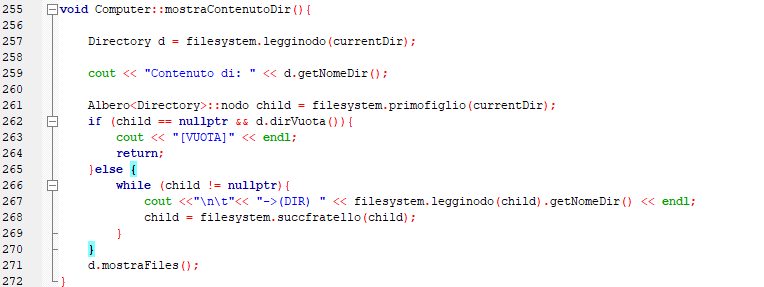 255 void Computer::mostraContenutoDir(){
256
257 Directory d = filesystem.legginodo(currentDir);
258
259 cout << "Contenuto di: " << d.getNomeDir();
260
261 Albero<Directory>::nodo child = filesystem.primofiglio(currentDir);
262 if (child == nullptr && d.dirVuota()){
263 cout << "[VUOTA]" << endl;
264 return;
265 }else {
266 while (child != nullptr){
267 cout <<"\n\t"<< "->(DIR) " << filesystem.legginodo(child).getNomeDir() << endl;
268 child = filesystem.succfratello(child);
269 }
270 }
271 d.mostraFiles();
272 }